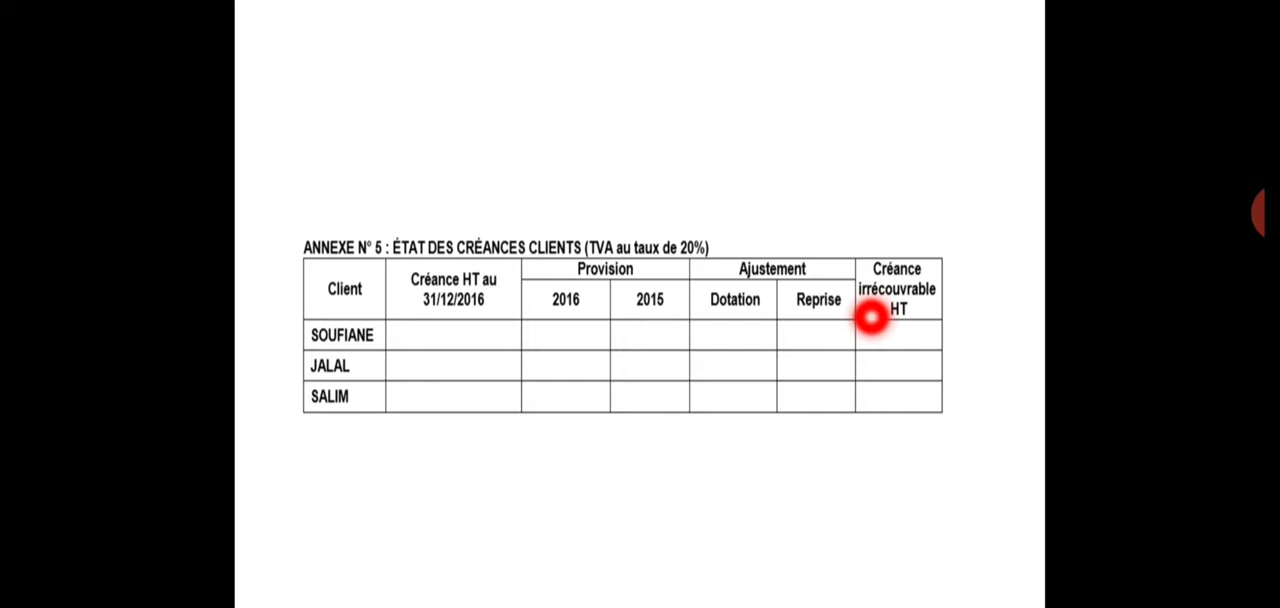 ANNEXE N° 5 : ÉTAT DES CRÉANCES CLIENTS (TVA au taux de 20%)
Client
Créance HT au
31/12/2016
Provision
2016
2015
Ajustement
Dotation
Reprise
Créance
irrécouvrable
HT
SOUFIANE
JALAL
SALIM